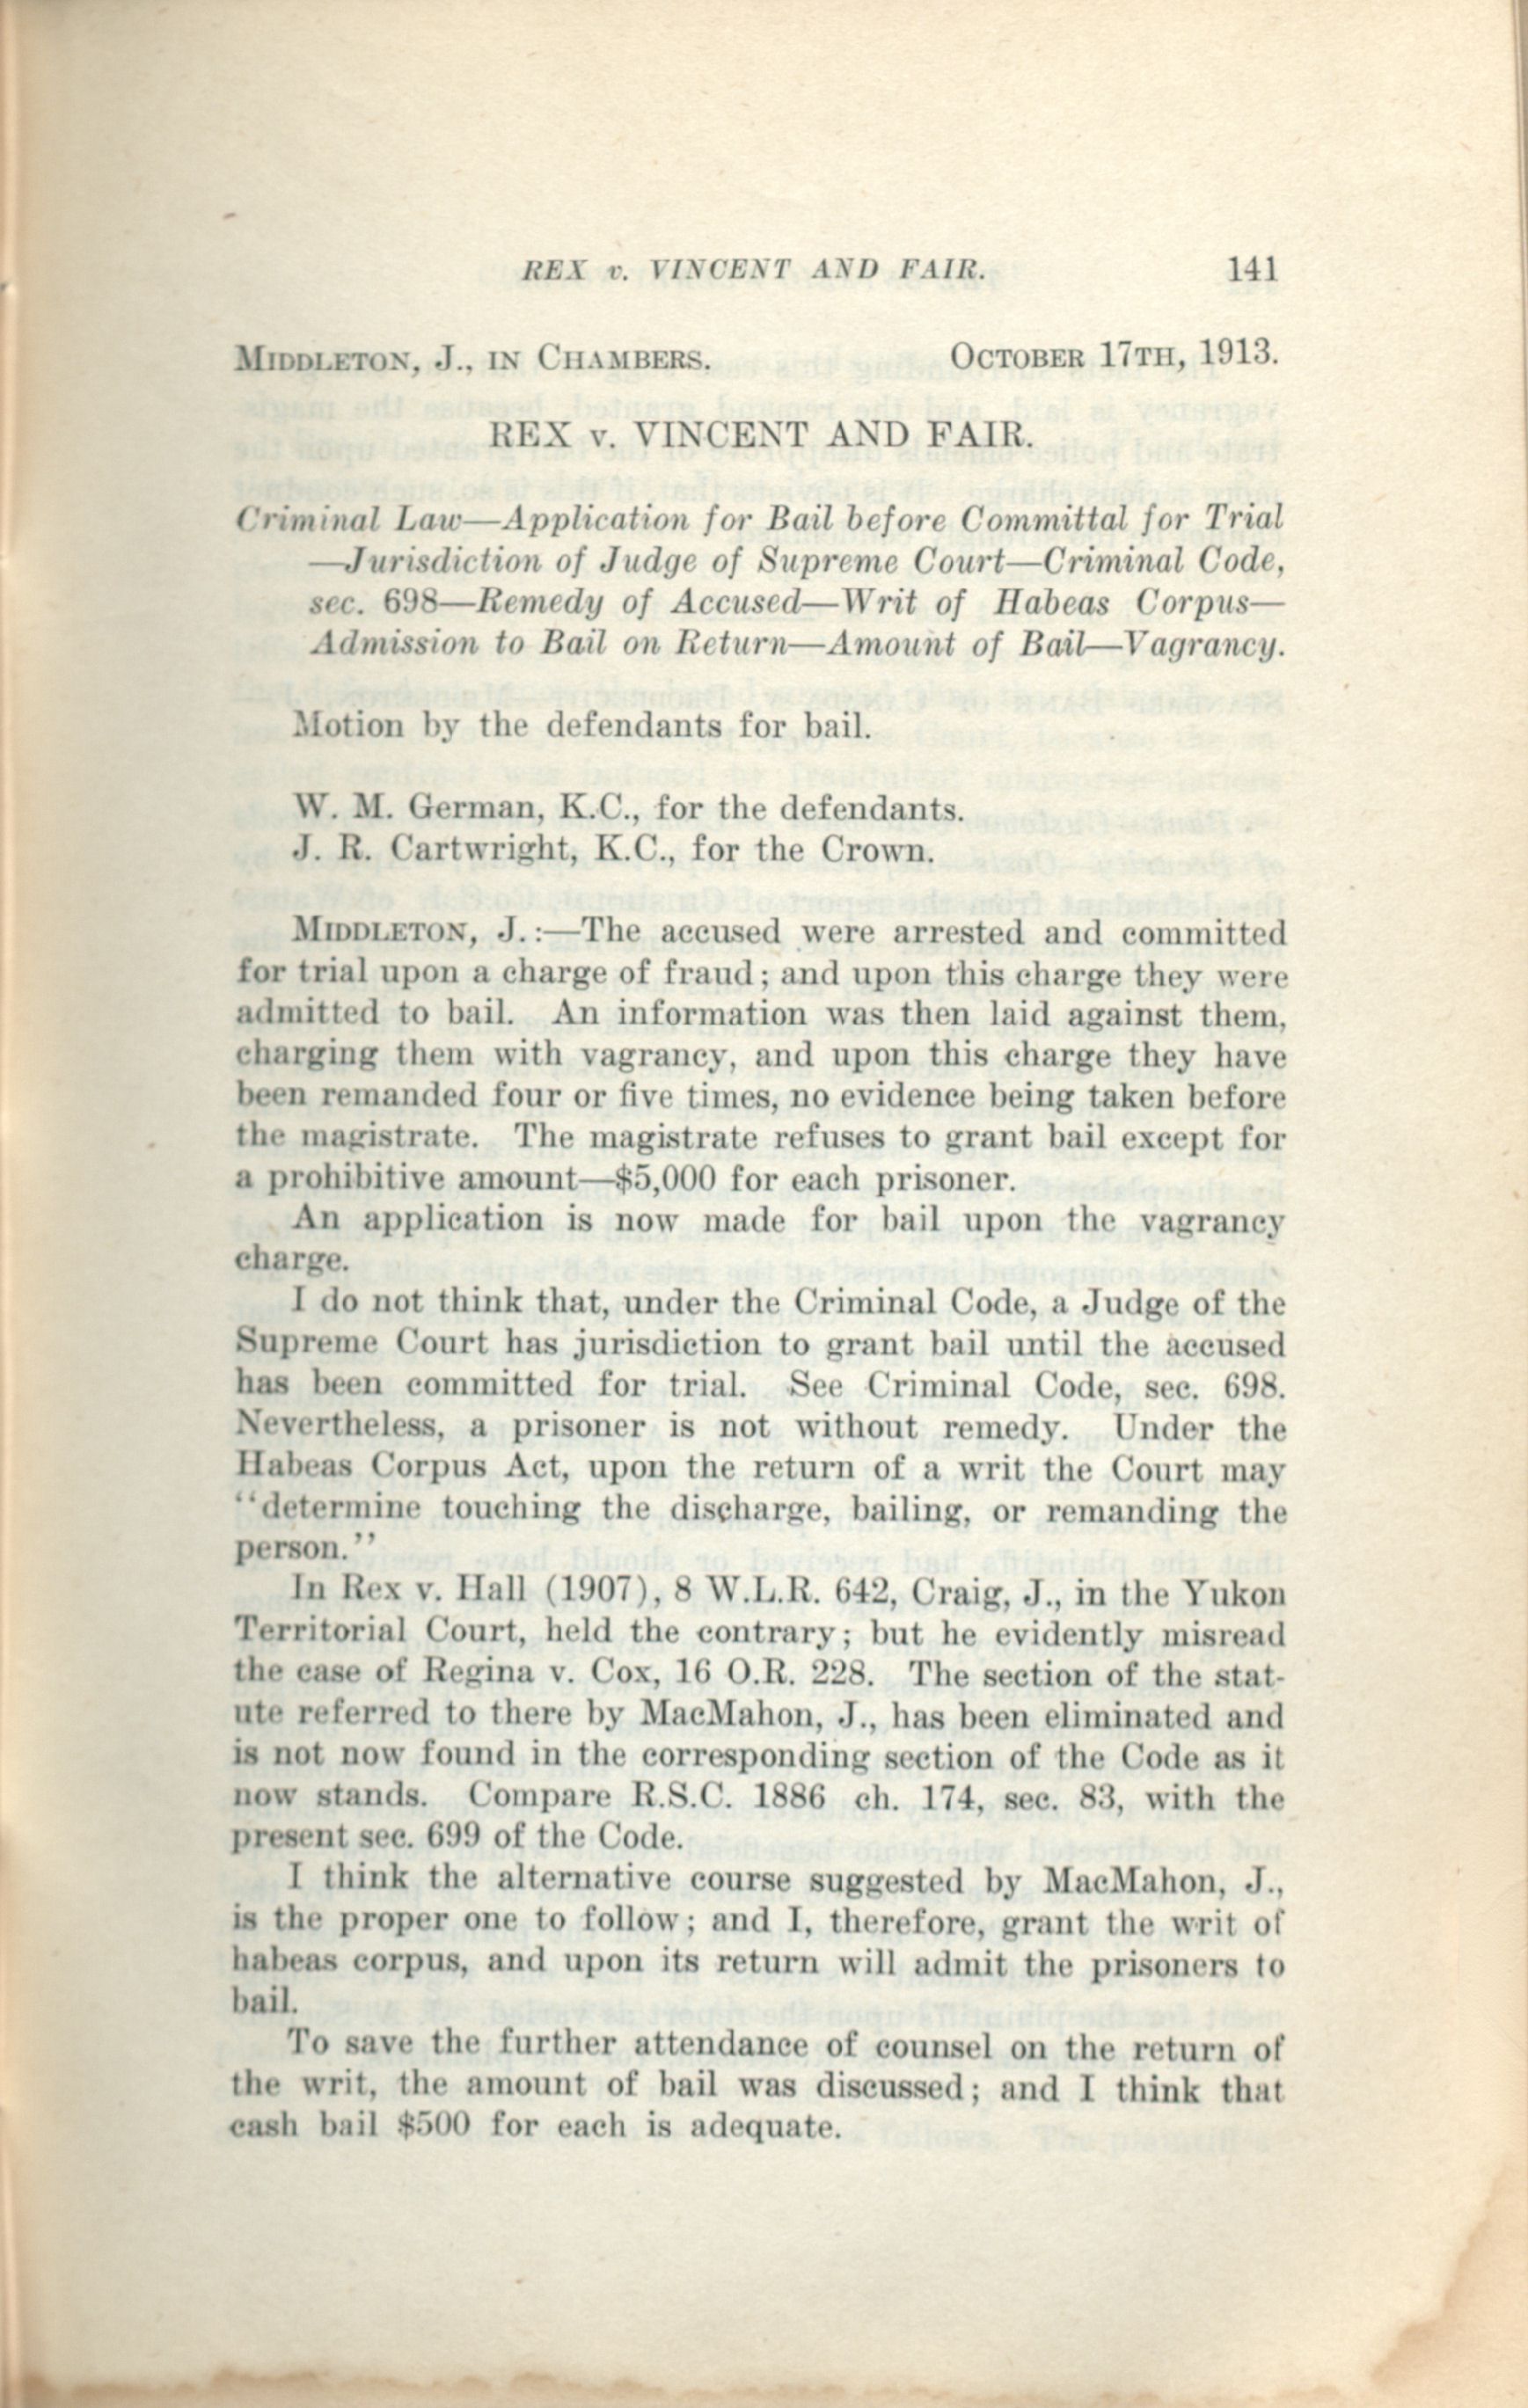 REX v. VINCENT AND FAIR. 141
MIDDLETON, J., IN CHAMBERS. OCTOBER 17TH, 1913.
REX v. VINCENT AND FAIR.
Criminal Law—Application for Bail before Committal for Trial
—Jurisdiction of Judge of Supreme Court—Criminal Code,
sec. 698—Remedy of Accused—Writ of Habeas Corpus—
Admission to Bail on Return—Amount of Bail—Vagrancy.
Motion by the defendants for bail.
W. M. German, K.C., for the defendants.
J. R. Cartwright, K.C., for the Crown.
MIDDLETON, J.:—The accused were arrested and committed
for trial upon a charge of fraud; and upon this charge they were
admitted to bail. An information was then laid against them,
charging them with vagrancy, and upon this charge they have
been remanded four or five times, no evidence being taken before
the magistrate. The magistrate refuses to grant bail except for
a prohibitive amount—$5,000 for each prisoner.
An application is now made for bail upon the vagrancy
charge.
I do not think that, under the Criminal Code, a Judge of the
Supreme Court has jurisdiction to grant bail until the accused
has been committed for trial. See Criminal Code, sec. 698.
Nevertheless, a prisoner is not without remedy. Under the
Habeas Corpus Act, upon the return of a writ the Court may
"determine touching the discharge, bailing, or remanding the
person."
In Rex v. Hall (1907), 8 W.L.R. 642, Craig, J., in the Yukon
Territorial Court, held the contrary; but he evidently misread
the case of Regina v. Cox, 16 O.R. 228. The section of the stat-
ute referred to there by MacMahon, J., has been eliminated and
is not now found in the corresponding section of the Code as it
now stands. Compare R.S.C. 1886 ch. 174, sec. 83, with the
present sec. 699 of the Code.
I think the alternative course suggested by MacMahon, J.,
is the proper one to follow; and I, therefore, grant the writ of
habeas corpus, and upon its return will admit the prisoners to
bail.
To save the further attendance of counsel on the return of
the writ, the amount of bail was discussed; and I think that
cash bail $500 for each is adequate.